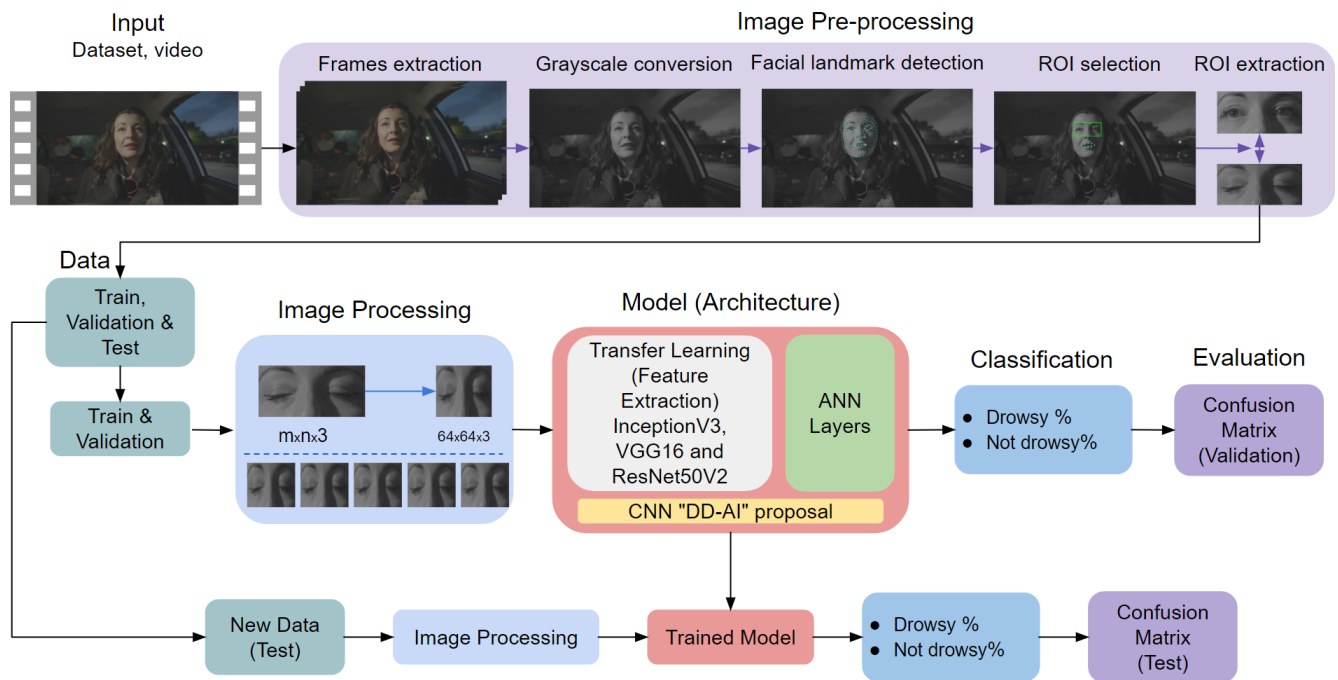 Input
Dataset, video
Image Pre-processing
Frames extraction
Grayscale conversion
Facial landmark detection
ROI selection
ROI extraction
Data
Train,
Validation &
Test
Train &
Validation
Image Processing
mxnx3
64x64x3
Model (Architecture)
Transfer Learning
(Feature
Extraction)
InceptionV3,
VGG16 and
ResNet50V2
ANN
Layers
CNN "DD-AI" proposal
Classification
● Drowsy %
● Not drowsy%
Evaluation
Confusion
Matrix
(Validation)
New Data
(Test)
Image Processing
Trained Model
● Drowsy %
● Not drowsy%
Confusion
Matrix
(Test)